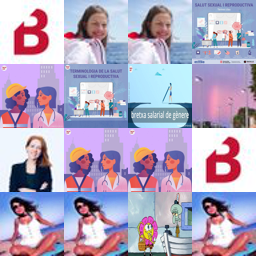 B
SALUT
SEXUAL I REPRODUCTIVA
TERMINOLOGIA DE LA SALUT
SEXUAL I REPRODUCTIVA
bretxa salarial de gènere
B